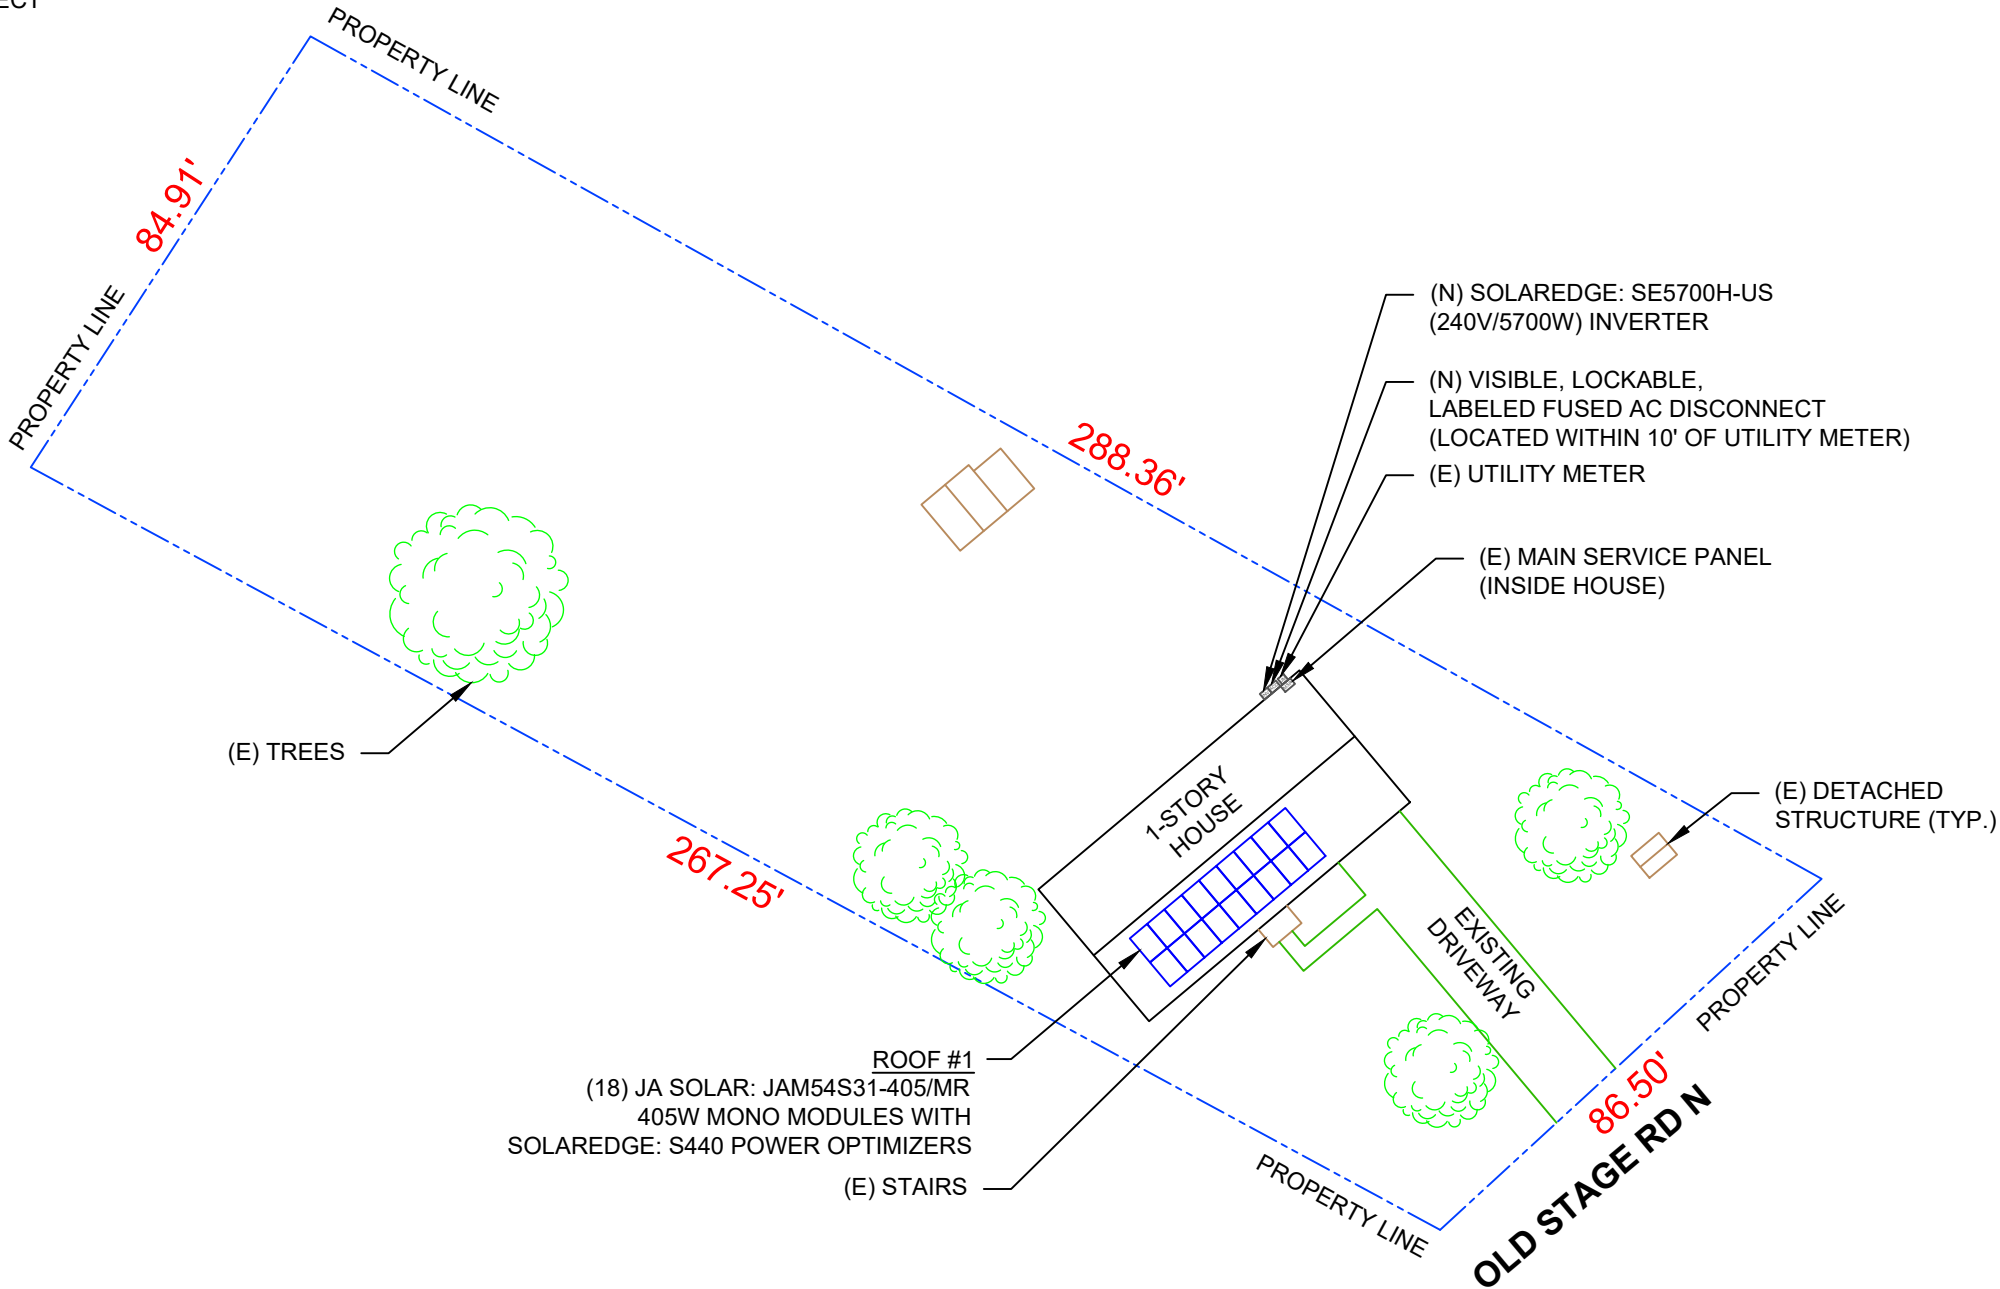 PROPERTY LINE
84.91'
PROPERTY LINE
288.36'
(N) SOLAREDGE: SE5700H-US
(240V/5700W) INVERTER
(N) VISIBLE, LOCKABLE,
LABELED FUSED AC DISCONNECT
(LOCATED WITHIN 10' OF UTILITY METER)
(E) UTILITY METER
(E) MAIN SERVICE PANEL
(INSIDE HOUSE)
(E) TREES
267.25'
1-STORY
HOUSE
(E) DETACHED
STRUCTURE (TYP.)
EXISTING
DRIVEWAY
PROPERTY LINE
ROOF #1
(18) JA SOLAR: JAM54S31-405/MR
405W MONO MODULES WITH
SOLAREDGE: S440 POWER OPTIMIZERS
(E) STAIRS
PROPERTY LINE
86.50'
OLD STAGE RD N